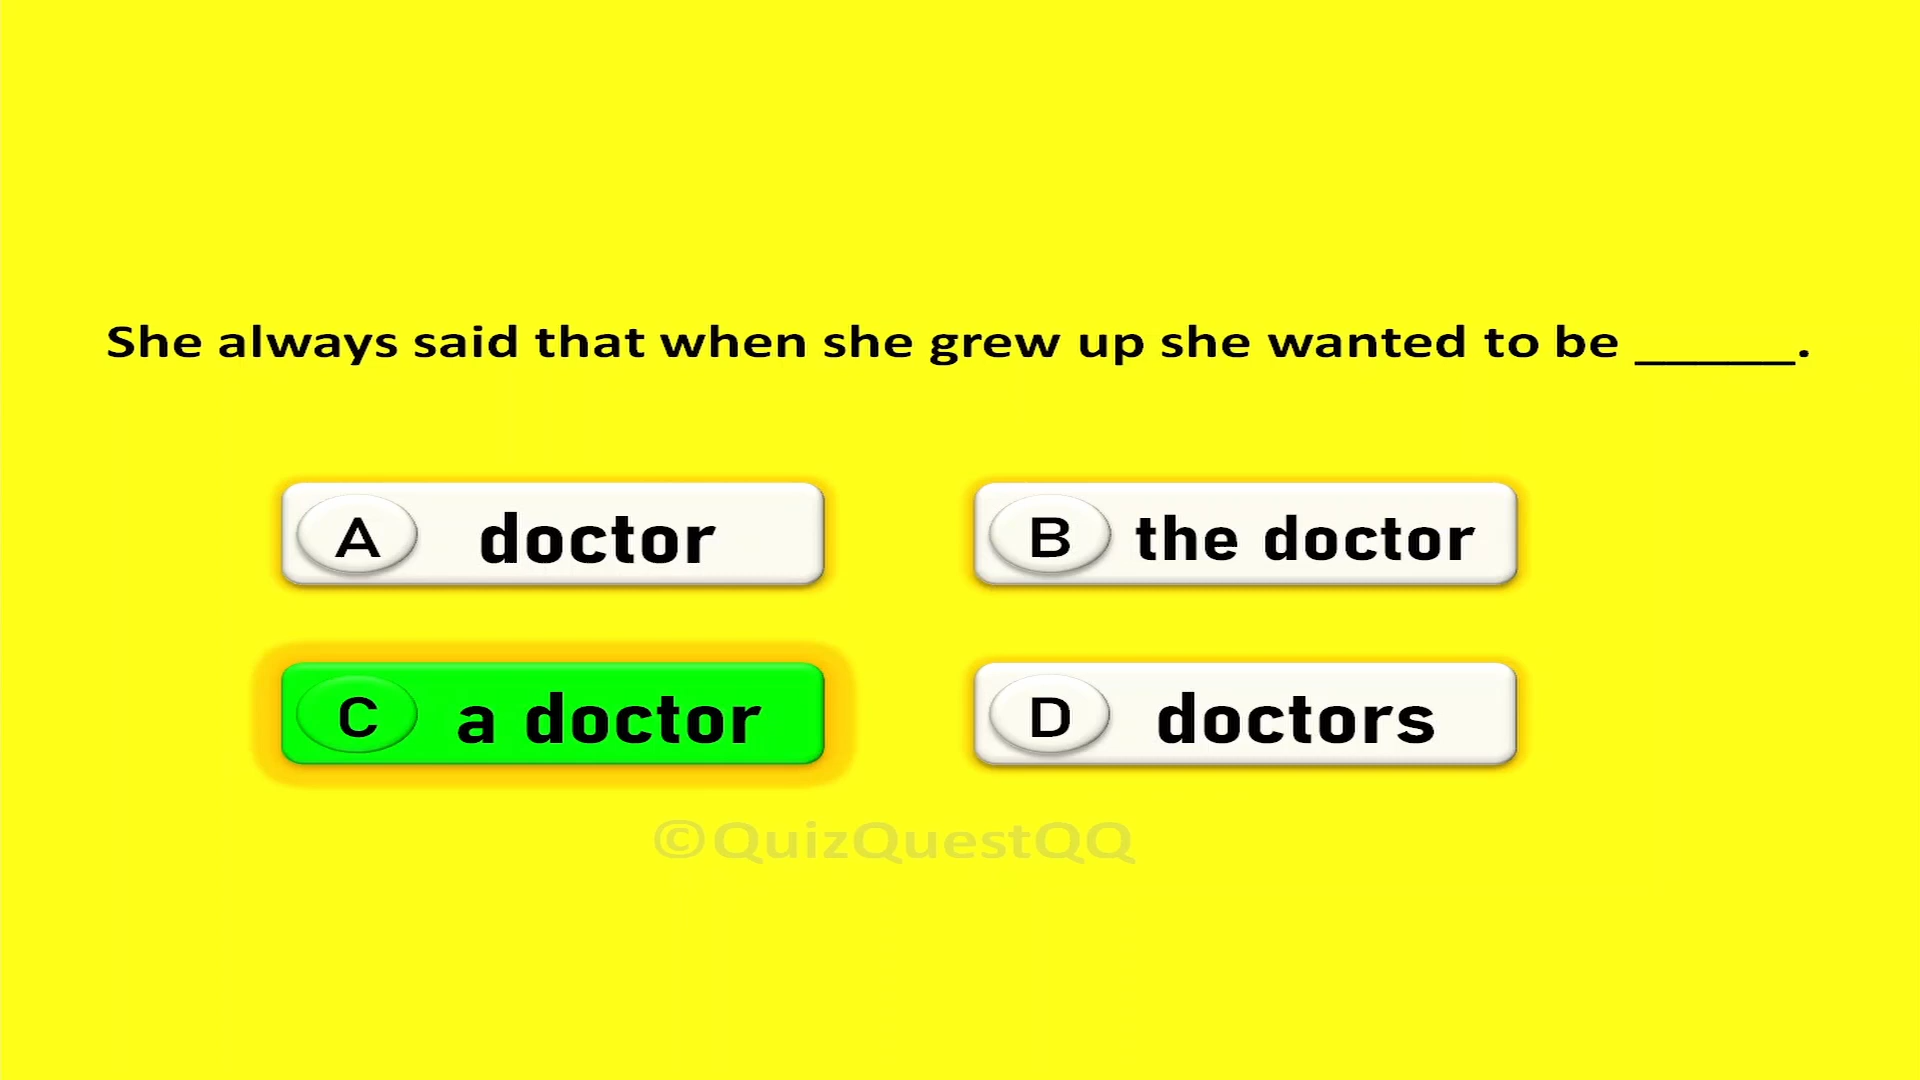 She always said that when she grew up she wanted to be ______.
A doctor
B the doctor
C a doctor
D doctors
©QuizQuestQQ